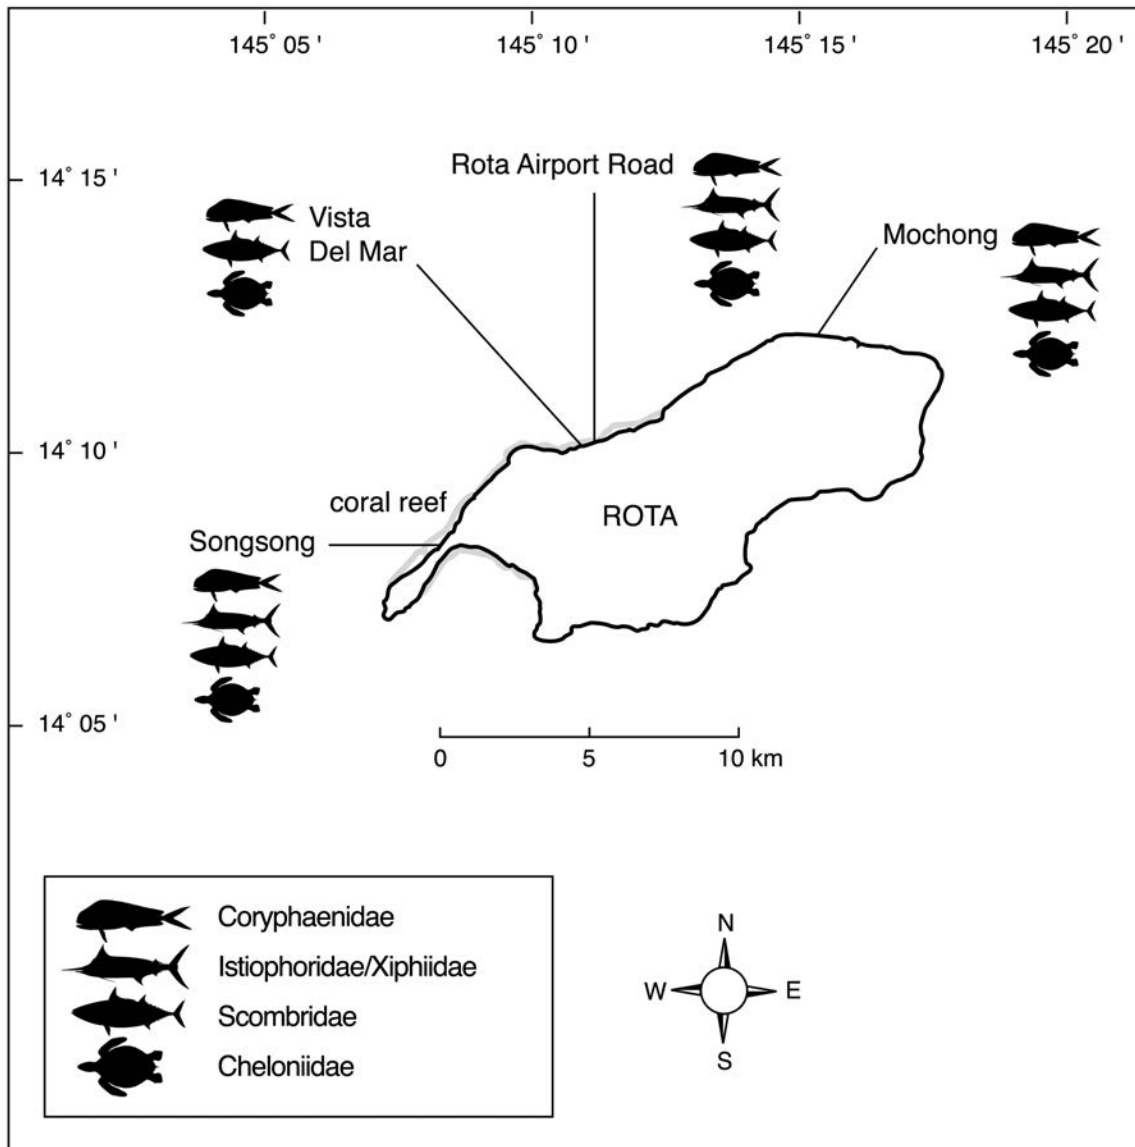 145° 05 '
145° 10 '
145° 15 '
145° 20 '
14° 15 '
Rota Airport Road
Vista
Del Mar
Mochong
14° 10 '
coral reef
ROTA
Songsong
14° 05 '
0 5 10 km
Coryphaenidae
Istiophoridae/Xiphiidae
Scombridae
Cheloniidae
N
W E
S